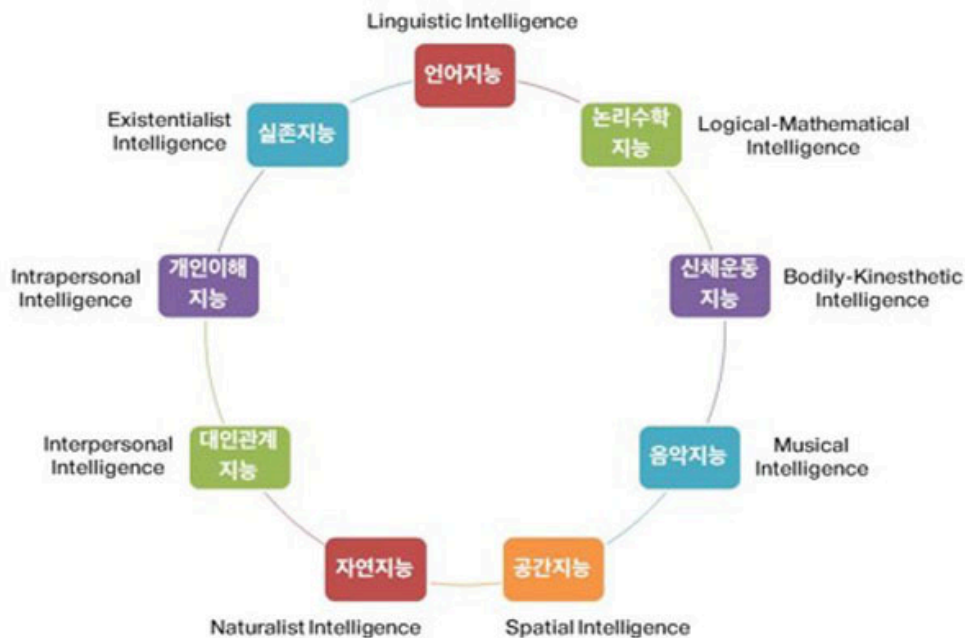 Linguistic Intelligence
언어지능
논리수학
지능
Logical-Mathematical
Intelligence
신체운동
지능
Bodily-Kinesthetic
Intelligence
음악지능
Musical
Intelligence
공간지능
Spatial Intelligence
자연지능
Naturalist Intelligence
대인관계
지능
Interpersonal
Intelligence
개인이해
지능
Intrapersonal
Intelligence
실존지능
Existentialist
Intelligence